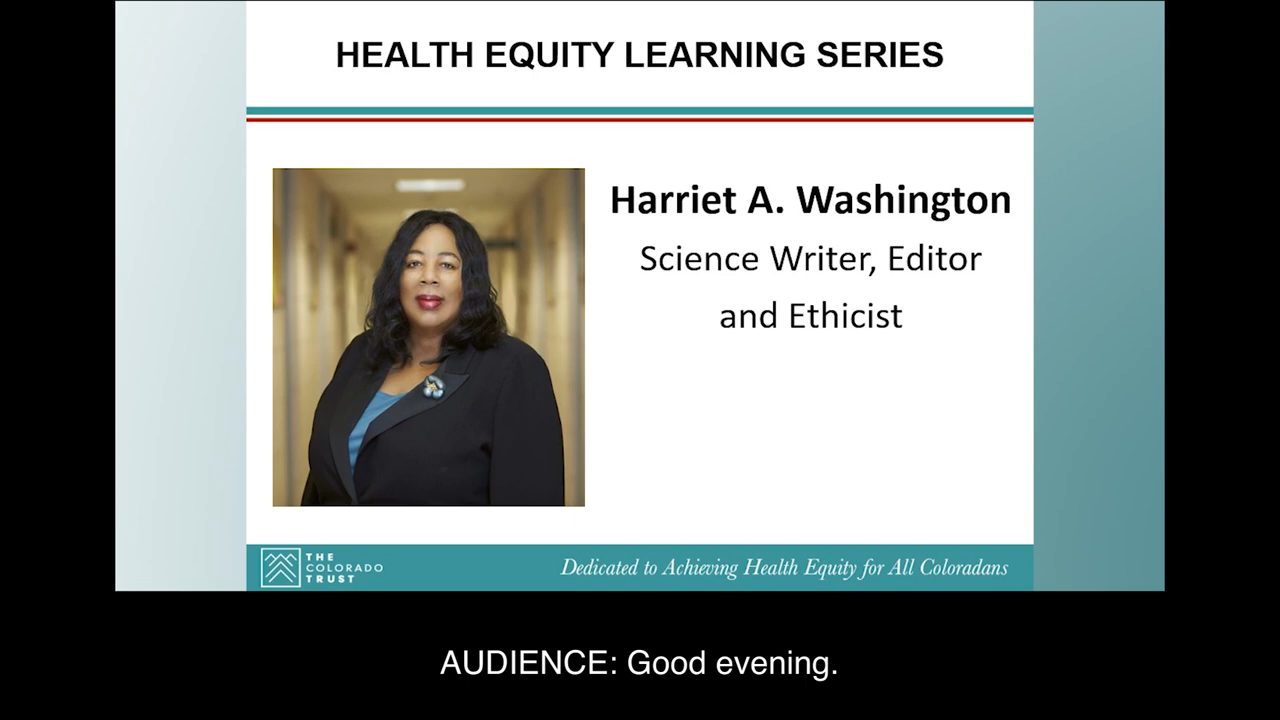 HEALTH EQUITY LEARNING SERIES
Harriet A. Washington
Science Writer, Editor
and Ethicist
THE
COLORADO
TRUST
Dedicated to Achieving Health Equity for All Coloradans
AUDIENCE: Good evening.